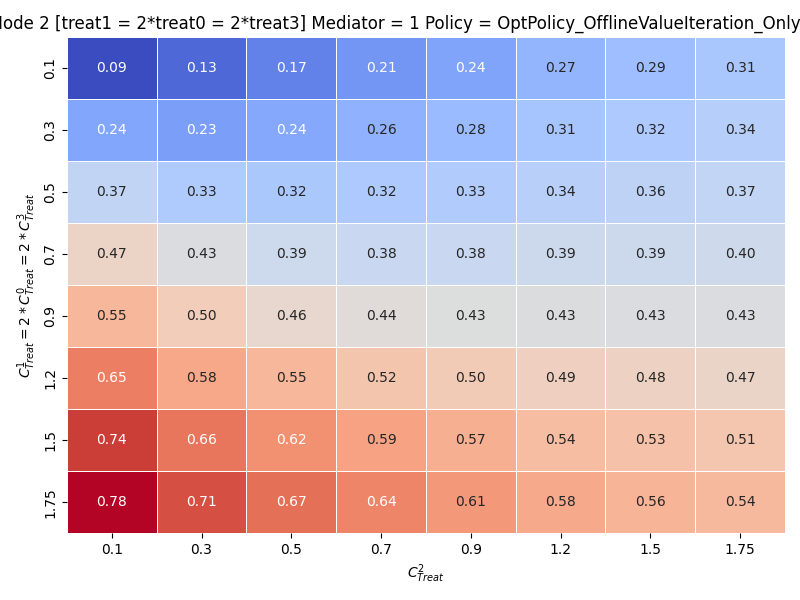 ode 2 [treat1 = 2*treat0 = 2*treat3] Mediator = 1 Policy = OptPolicy_OfflineValueIteration_Only
0.1 0.09 0.13 0.17 0.21 0.24 0.27 0.29 0.31
0.3 0.24 0.23 0.24 0.26 0.28 0.31 0.32 0.34
0.5 0.37 0.33 0.32 0.32 0.33 0.34 0.36 0.37
0.7 0.47 0.43 0.39 0.38 0.38 0.39 0.39 0.40
0.9 0.55 0.50 0.46 0.44 0.43 0.43 0.43 0.43
1.2 0.65 0.58 0.55 0.52 0.50 0.49 0.48 0.47
1.5 0.74 0.66 0.62 0.59 0.57 0.54 0.53 0.51
1.75 0.78 0.71 0.67 0.64 0.61 0.58 0.56 0.54
0.1 0.3 0.5 0.7 0.9 1.2 1.5 1.75
C^1_{Treat} = 2 * C^0_{Treat} = 2 * C^3_{Treat}
C^2_{Treat}